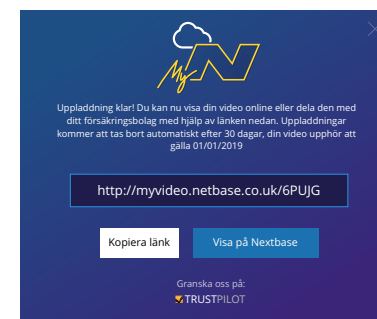 My N
Uppladdning klar! Du kan nu visa din video online eller dela den med
ditt försäkringsbolag med hjälp av länken nedan. Uppladdningar
kommer att tas bort automatiskt efter 30 dagar, din video upphör att
gälla 01/01/2019
http://myvideo.netbase.co.uk/6PUJG
Kopiera länk
Visa på Nextbase
Granska oss på:
TRUSTPILOT